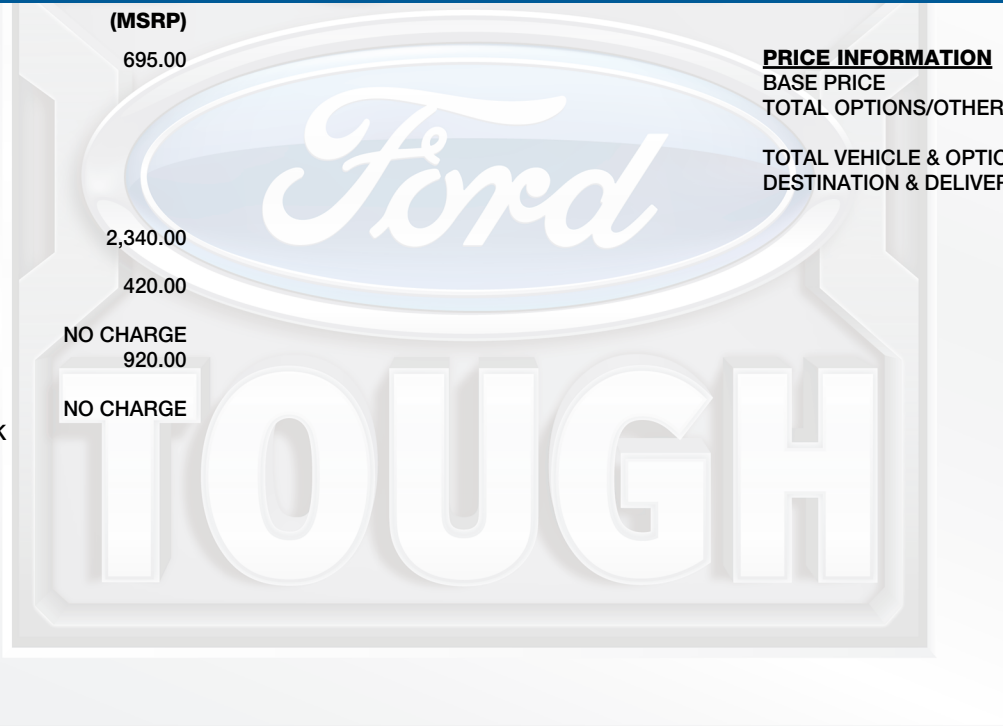 (MSRP)
695.00
2,340.00
420.00
NO CHARGE
920.00
NO CHARGE
K
PRICE INFORMATION
BASE PRICE
TOTAL OPTIONS/OTHER
TOTAL VEHICLE & OPTIO
DESTINATION & DELIVER
Ford
TOUGH